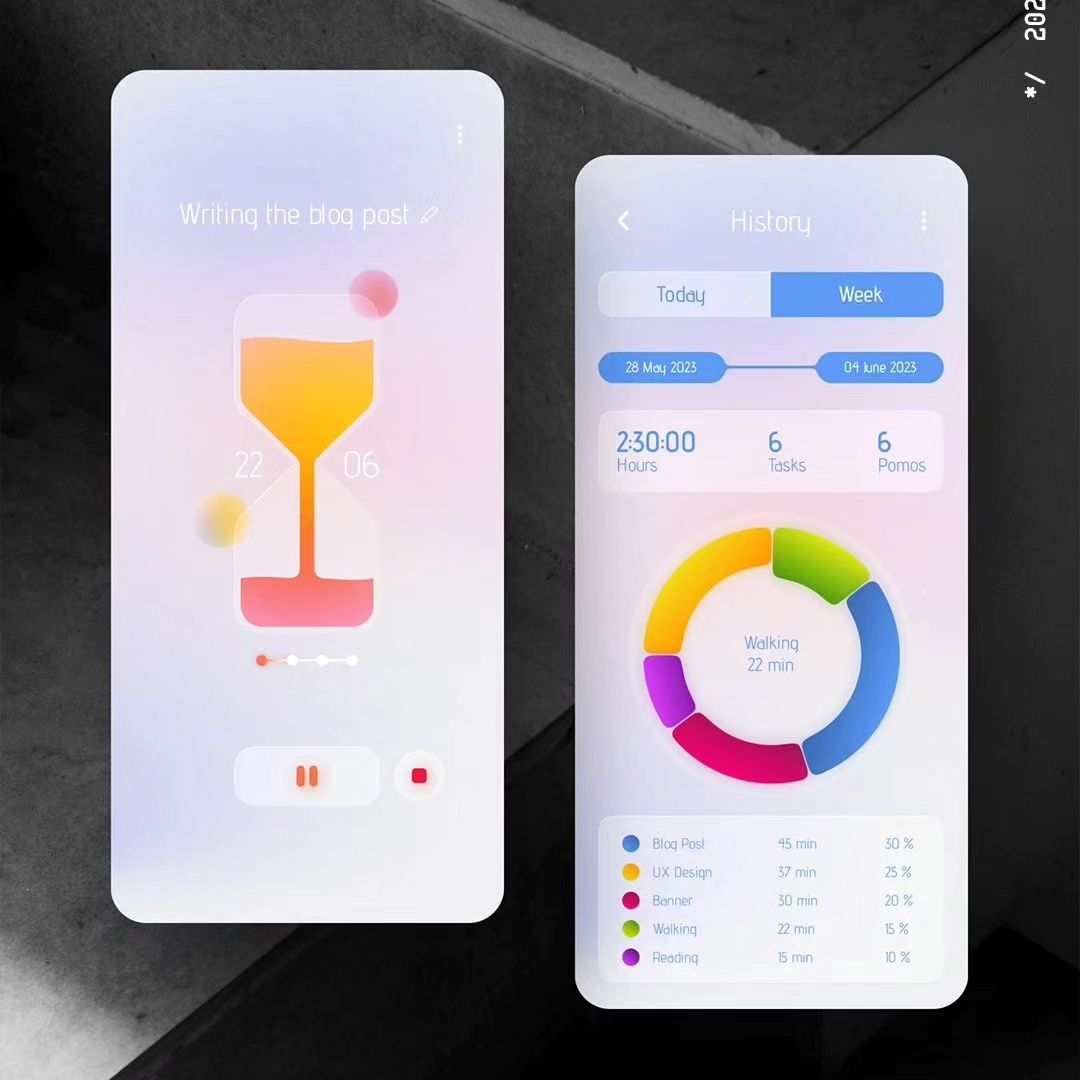 202
*/
Writing the blog post
22 06
History
Today Week
28 May 2023 04 June 2023
2:30:00 6 6
Hours Tasks Pomos
Walking
22 min
Blog Post 45 min 30 %
UX Design 37 min 25 %
Banner 30 min 20 %
Walking 22 min 15 %
Reading 15 min 10 %